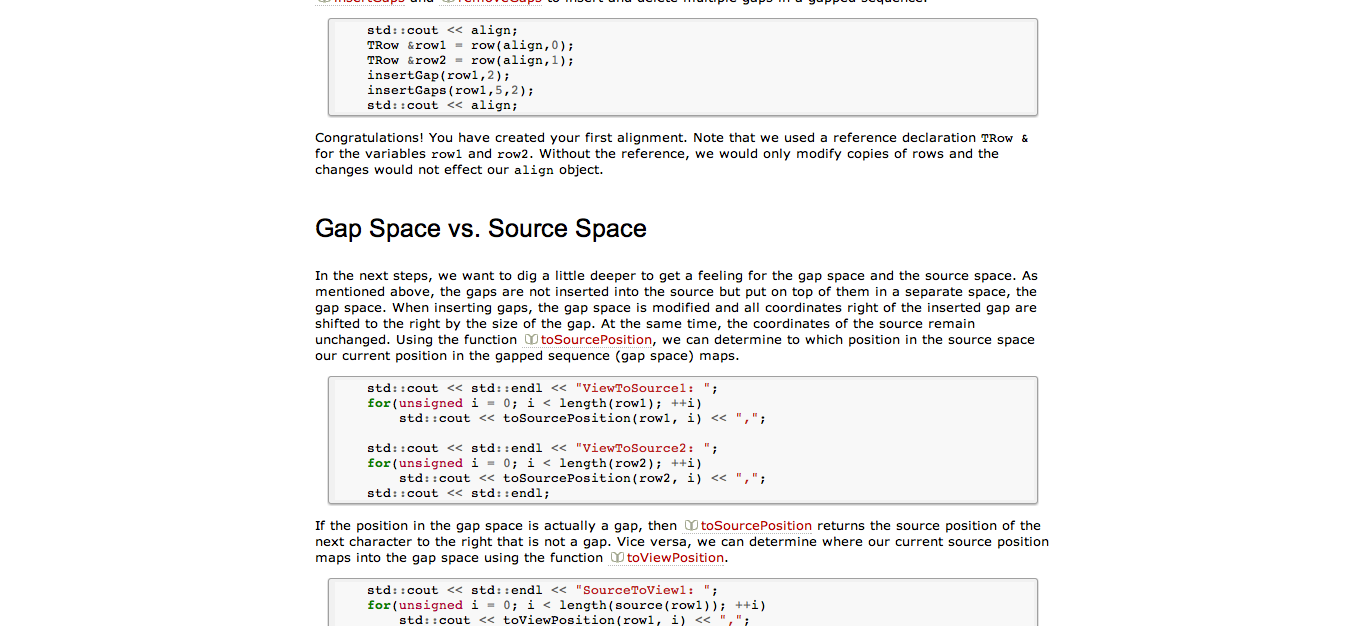 insertGaps and removeGaps to insert and delete multiple gaps in a gapped sequence.
std::cout << align;
TRow &row1 = row(align,0);
TRow &row2 = row(align,1);
insertGap(row1,2);
insertGaps(row1,5,2);
std::cout << align;
Congratulations! You have created your first alignment. Note that we used a reference declaration TRow &
for the variables row1 and row2. Without the reference, we would only modify copies of rows and the
changes would not effect our align object.
Gap Space vs. Source Space
In the next steps, we want to dig a little deeper to get a feeling for the gap space and the source space. As
mentioned above, the gaps are not inserted into the source but put on top of them in a separate space, the
gap space. When inserting gaps, the gap space is modified and all coordinates right of the inserted gap are
shifted to the right by the size of the gap. At the same time, the coordinates of the source remain
unchanged. Using the function toSourcePosition, we can determine to which position in the source space
our current position in the gapped sequence (gap space) maps.
std::cout << std::endl << "ViewToSource1: ";
for(unsigned i = 0; i < length(row1); ++i)
std::cout << toSourcePosition(row1, i) << ",";
std::cout << std::endl << "ViewToSource2: ";
for(unsigned i = 0; i < length(row2); ++i)
std::cout << toSourcePosition(row2, i) << ",";
std::cout << std::endl;
If the position in the gap space is actually a gap, then toSourcePosition returns the source position of the
next character to the right that is not a gap. Vice versa, we can determine where our current source position
maps into the gap space using the function toViewPosition.
std::cout << std::endl << "SourceToView1: ";
for(unsigned i = 0; i < length(source(row1)); ++i)
std::cout << toViewPosition(row1, i) << ",";